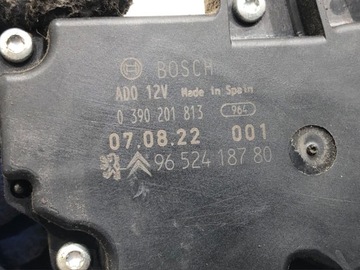 BOSCH
ADO 12V Made in Spain
0 390 201 813 964
07.08.22 001
96 524 187 80